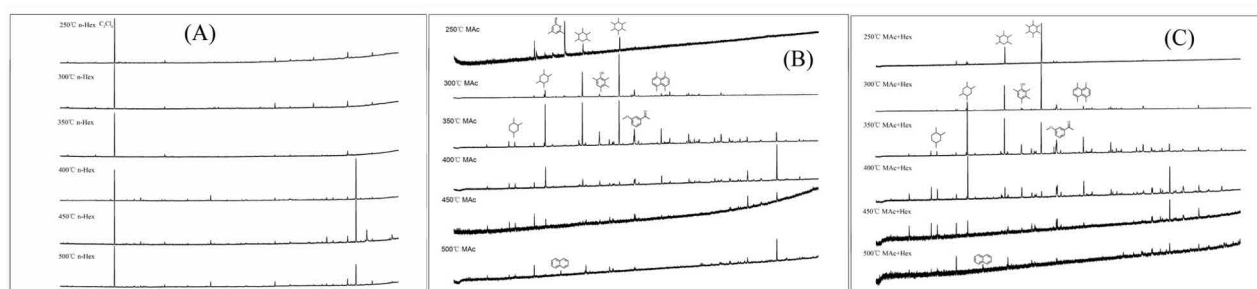 (A)
250℃ n-Hex
C₂Cl₆
300℃ n-Hex
350℃ n-Hex
400℃ n-Hex
450℃ n-Hex
500℃ n-Hex
(B)
250℃ MAc
300℃ MAc
350℃ MAc
400℃ MAc
450℃ MAc
500℃ MAc
(C)
250℃ MAc+Hex
300℃ MAc+Hex
350℃ MAc+Hex
400℃ MAc+Hex
450℃ MAc+Hex
500℃ MAc+Hex